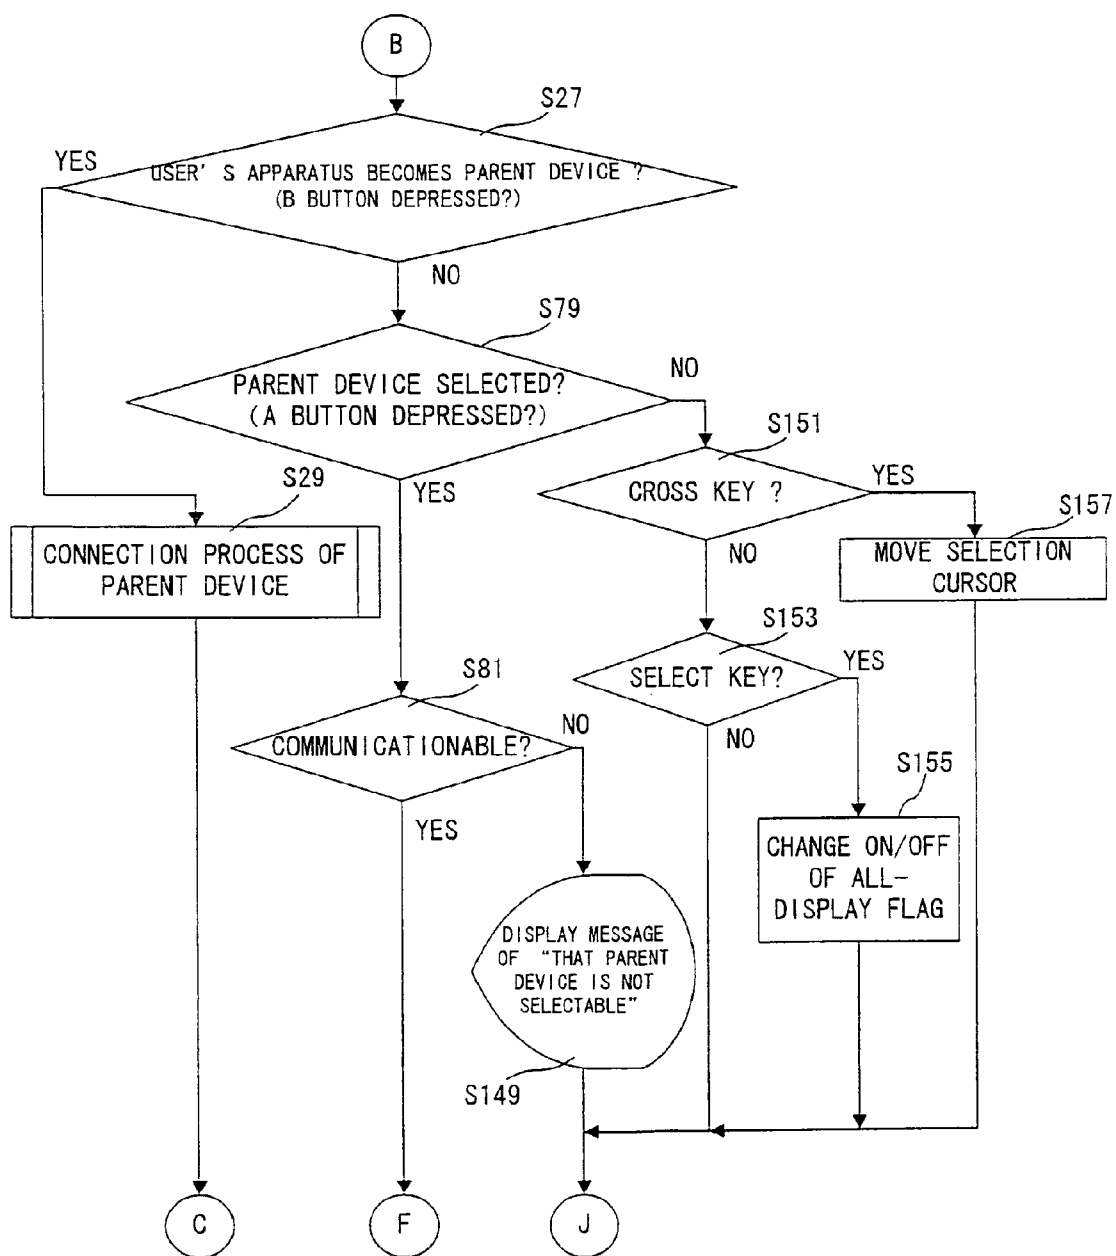 B
S27
YES
USER' S APPARATUS BECOMES PARENT DEVICE ?
(B BUTTON DEPRESSED?)
NO
S79
PARENT DEVICE SELECTED?
(A BUTTON DEPRESSED?)
NO
YES
S151
CROSS KEY ?
YES
NO
S29
CONNECTION PROCESS OF
PARENT DEVICE
S157
MOVE SELECTION
CURSOR
S153
SELECT KEY?
YES
NO
S81
COMMUNICATIONABLE?
NO
YES
S155
CHANGE ON/OFF
OF ALL-
DISPLAY FLAG
DISPLAY MESSAGE
OF "THAT PARENT
DEVICE IS NOT
SELECTABLE"
S149
C
F
J